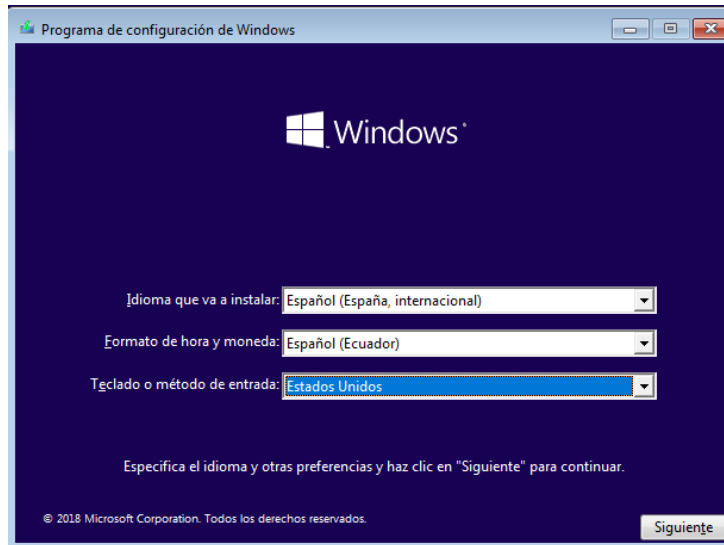 Programa de configuración de Windows
Windows
Idioma que va a instalar: Español (España, internacional)
Formato de hora y moneda: Español (Ecuador)
Teclado o método de entrada: Estados Unidos
Especifica el idioma y otras preferencias y haz clic en "Siguiente" para continuar.
© 2018 Microsoft Corporation. Todos los derechos reservados.
Siguiente